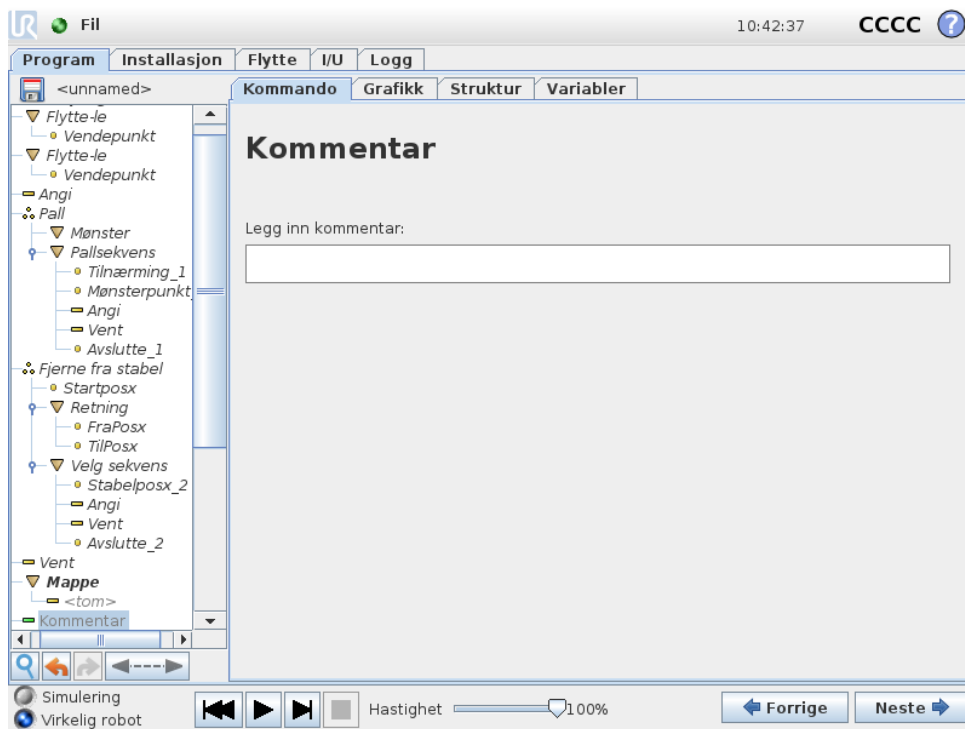 UR Fil 10:42:37 CCCC ?
Program Installasjon Flytte I/U Logg
<unnamed> Kommando Grafikk Struktur Variabler
Flytte-le
Vendepunkt
Flytte-le
Vendepunkt
Angi
Pall
Mønster
Pallsekvens
Tilnærming_1
Mønsterpunkt_
Angi
Vent
Avslutte_1
Fjerne fra stabel
Startposx
Retning
FraPosx
TilPosx
Velg sekvens
Stabelposx_2
Angi
Vent
Avslutte_2
Vent
Mappe
<tom>
Kommentar
Kommentar
Legg inn kommentar:
Simulering
Virkelig robot
Hastighet 100%
Forrige Neste